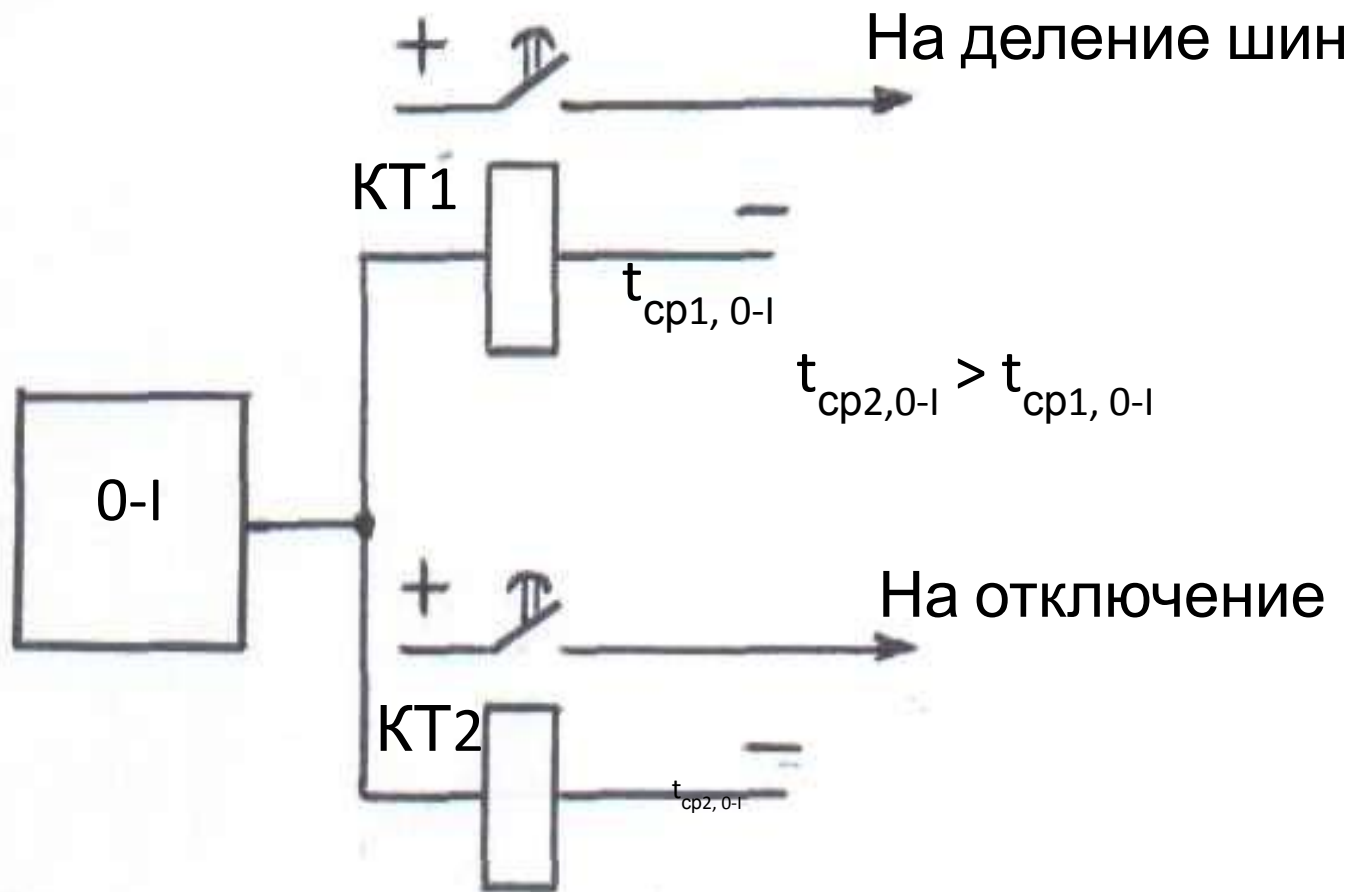 +
На деление шин
КТ1
−
t_ср1, 0-I
t_ср2,0-I > t_ср1, 0-I
0-I
+
На отключение
КТ2
−
t_ср2, 0-I